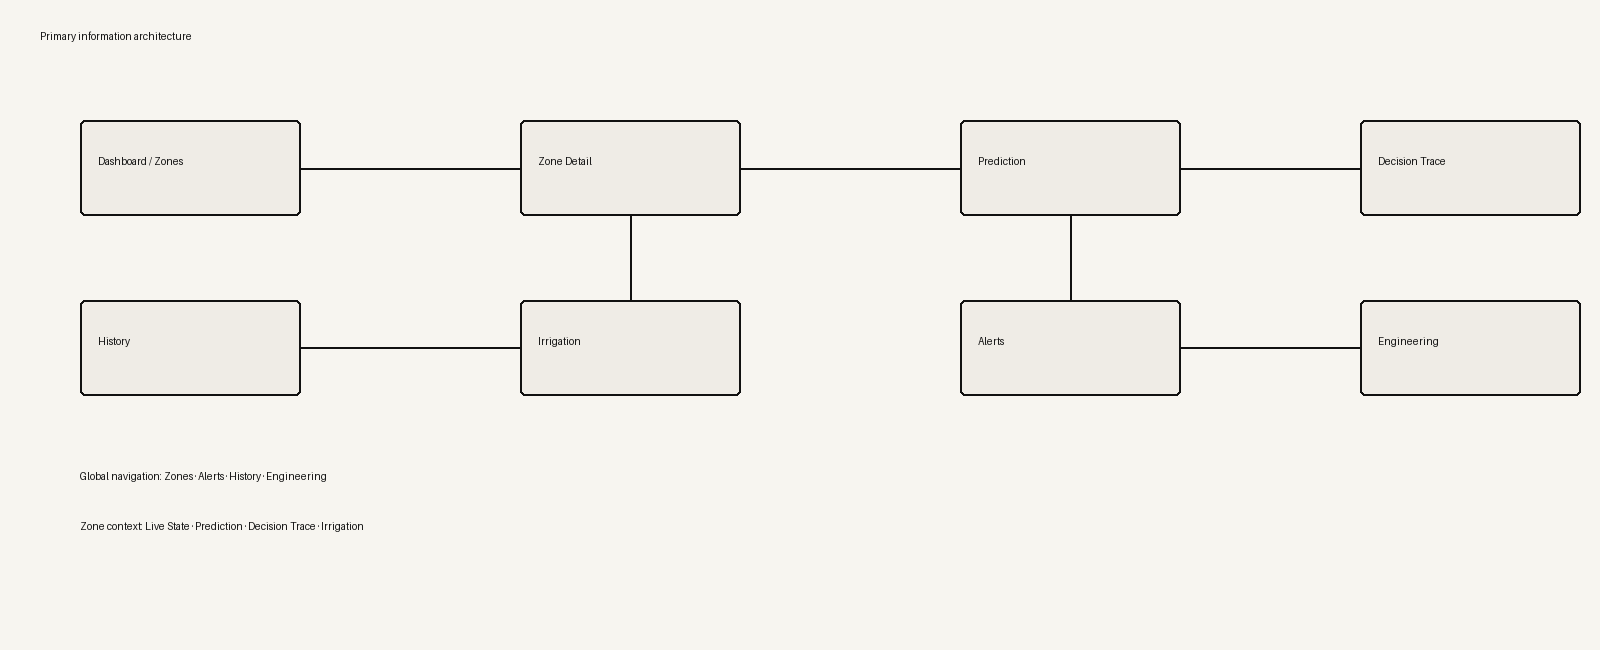 Primary information architecture
Dashboard / Zones
Zone Detail
Prediction
Decision Trace
History
Irrigation
Alerts
Engineering
Global navigation: Zones · Alerts · History · Engineering
Zone context: Live State · Prediction · Decision Trace · Irrigation